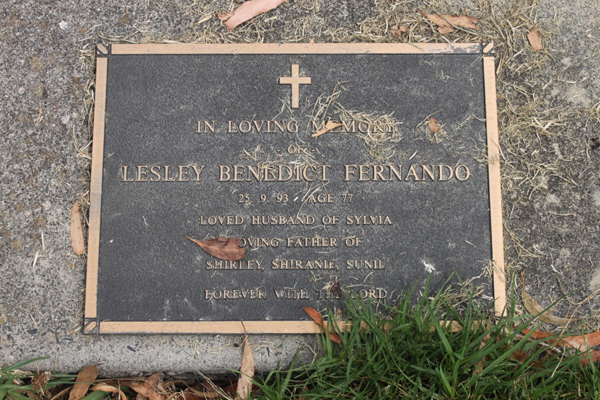 IN LOVING MEMORY
OF
LESLEY BENEDICT FERNANDO
25. 9. 93 · AGE 77
LOVED HUSBAND OF SYLVIA
LOVING FATHER OF
SHIRLEY, SHIRANIE, SUNIL
FOREVER WITH THE LORD